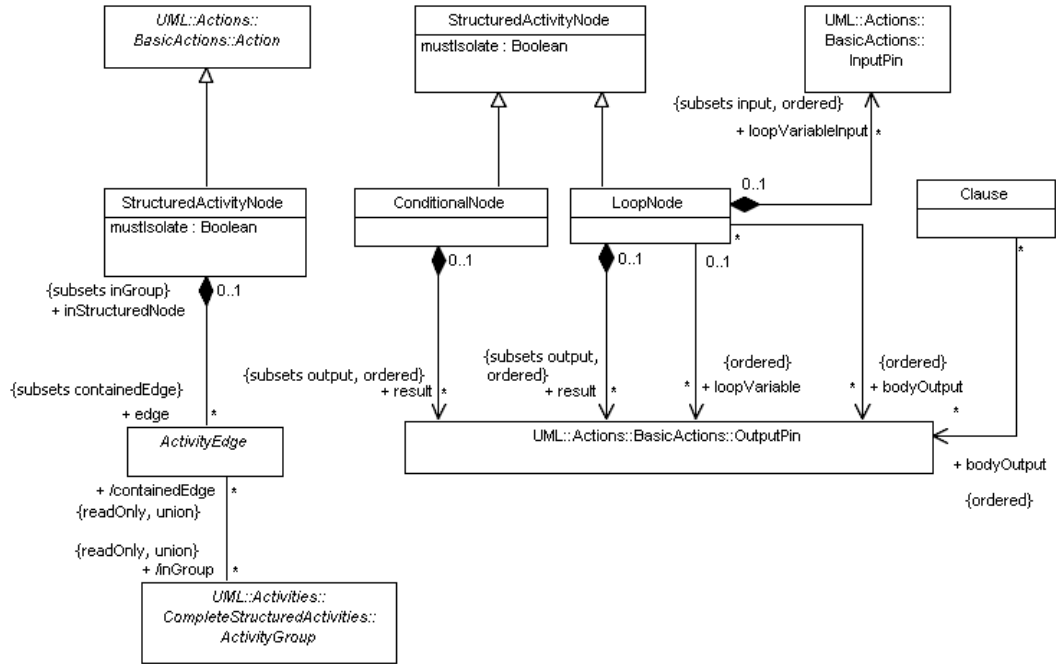 UML::Actions::
BasicActions::Action
StructuredActivityNode
mustIsolate : Boolean
UML::Actions::
BasicActions::
InputPin
{subsets input, ordered}
+ loopVariableInput
*
StructuredActivityNode
mustIsolate : Boolean
ConditionalNode
LoopNode
0..1
Clause
*
*
0..1
0..1
0..1
0..1
{subsets inGroup}
+ inStructuredNode
{subsets containedEdge}
+ edge
*
{subsets output, ordered}
+ result
*
{subsets output,
ordered}
+ result
*
{ordered}
+ loopVariable
*
{ordered}
+ bodyOutput
*
*
+ bodyOutput
{ordered}
ActivityEdge
UML::Actions::BasicActions::OutputPin
+ /containedEdge
*
{readOnly, union}
{readOnly, union}
+ /inGroup
*
UML::Activities::
CompleteStructuredActivities::
ActivityGroup